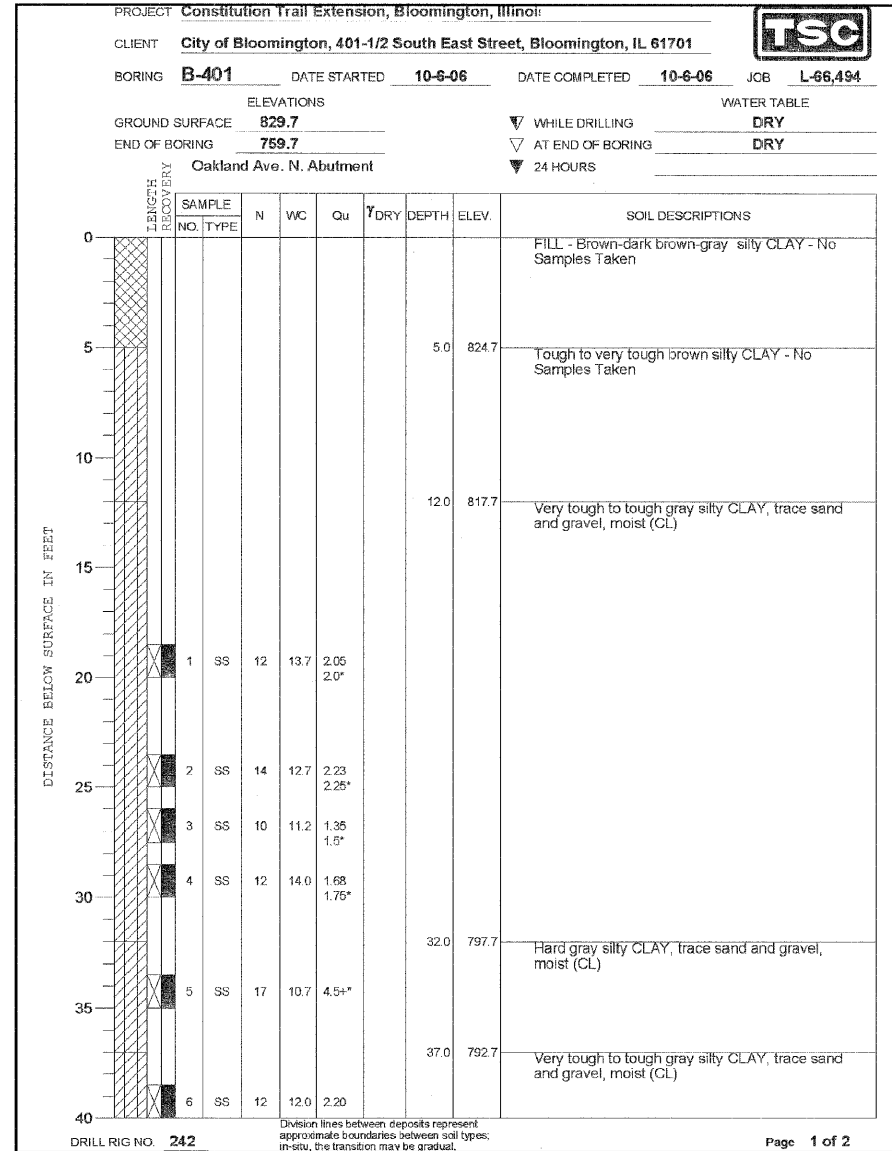 PROJECT Constitution Trail Extension, Bloomington, Illinois
TSC
CLIENT City of Bloomington, 401-1/2 South East Street, Bloomington, IL 61701
BORING B-401 DATE STARTED 10-6-06 DATE COMPLETED 10-6-06 JOB L-66,494
ELEVATIONS WATER TABLE
GROUND SURFACE 829.7 WHILE DRILLING DRY
END OF BORING 759.7 AT END OF BORING DRY
Oakland Ave. N. Abutment 24 HOURS
LENGTH
RECOVERY
SAMPLE
NO. TYPE N WC Qu γDRY DEPTH ELEV. SOIL DESCRIPTIONS
DISTANCE BELOW SURFACE IN FEET
0 FILL - Brown-dark brown-gray silty CLAY - No
Samples Taken
5 5.0 824.7 Tough to very tough brown silty CLAY - No
Samples Taken
10
12.0 817.7 Very tough to tough gray silty CLAY, trace sand
and gravel, moist (CL)
15
1 SS 12 13.7 2.05
20 2.0*
2 SS 14 12.7 2.23
25 2.25*
3 SS 10 11.2 1.35
1.5*
4 SS 12 14.0 1.68
30 1.75*
32.0 797.7 Hard gray silty CLAY, trace sand and gravel,
moist (CL)
5 SS 17 10.7 4.5+*
35
37.0 792.7 Very tough to tough gray silty CLAY, trace sand
and gravel, moist (CL)
6 SS 12 12.0 2.20
40
DRILL RIG NO. 242
Division lines between deposits represent
approximate boundaries between soil types;
in-situ, the transition may be gradual.
Page 1 of 2